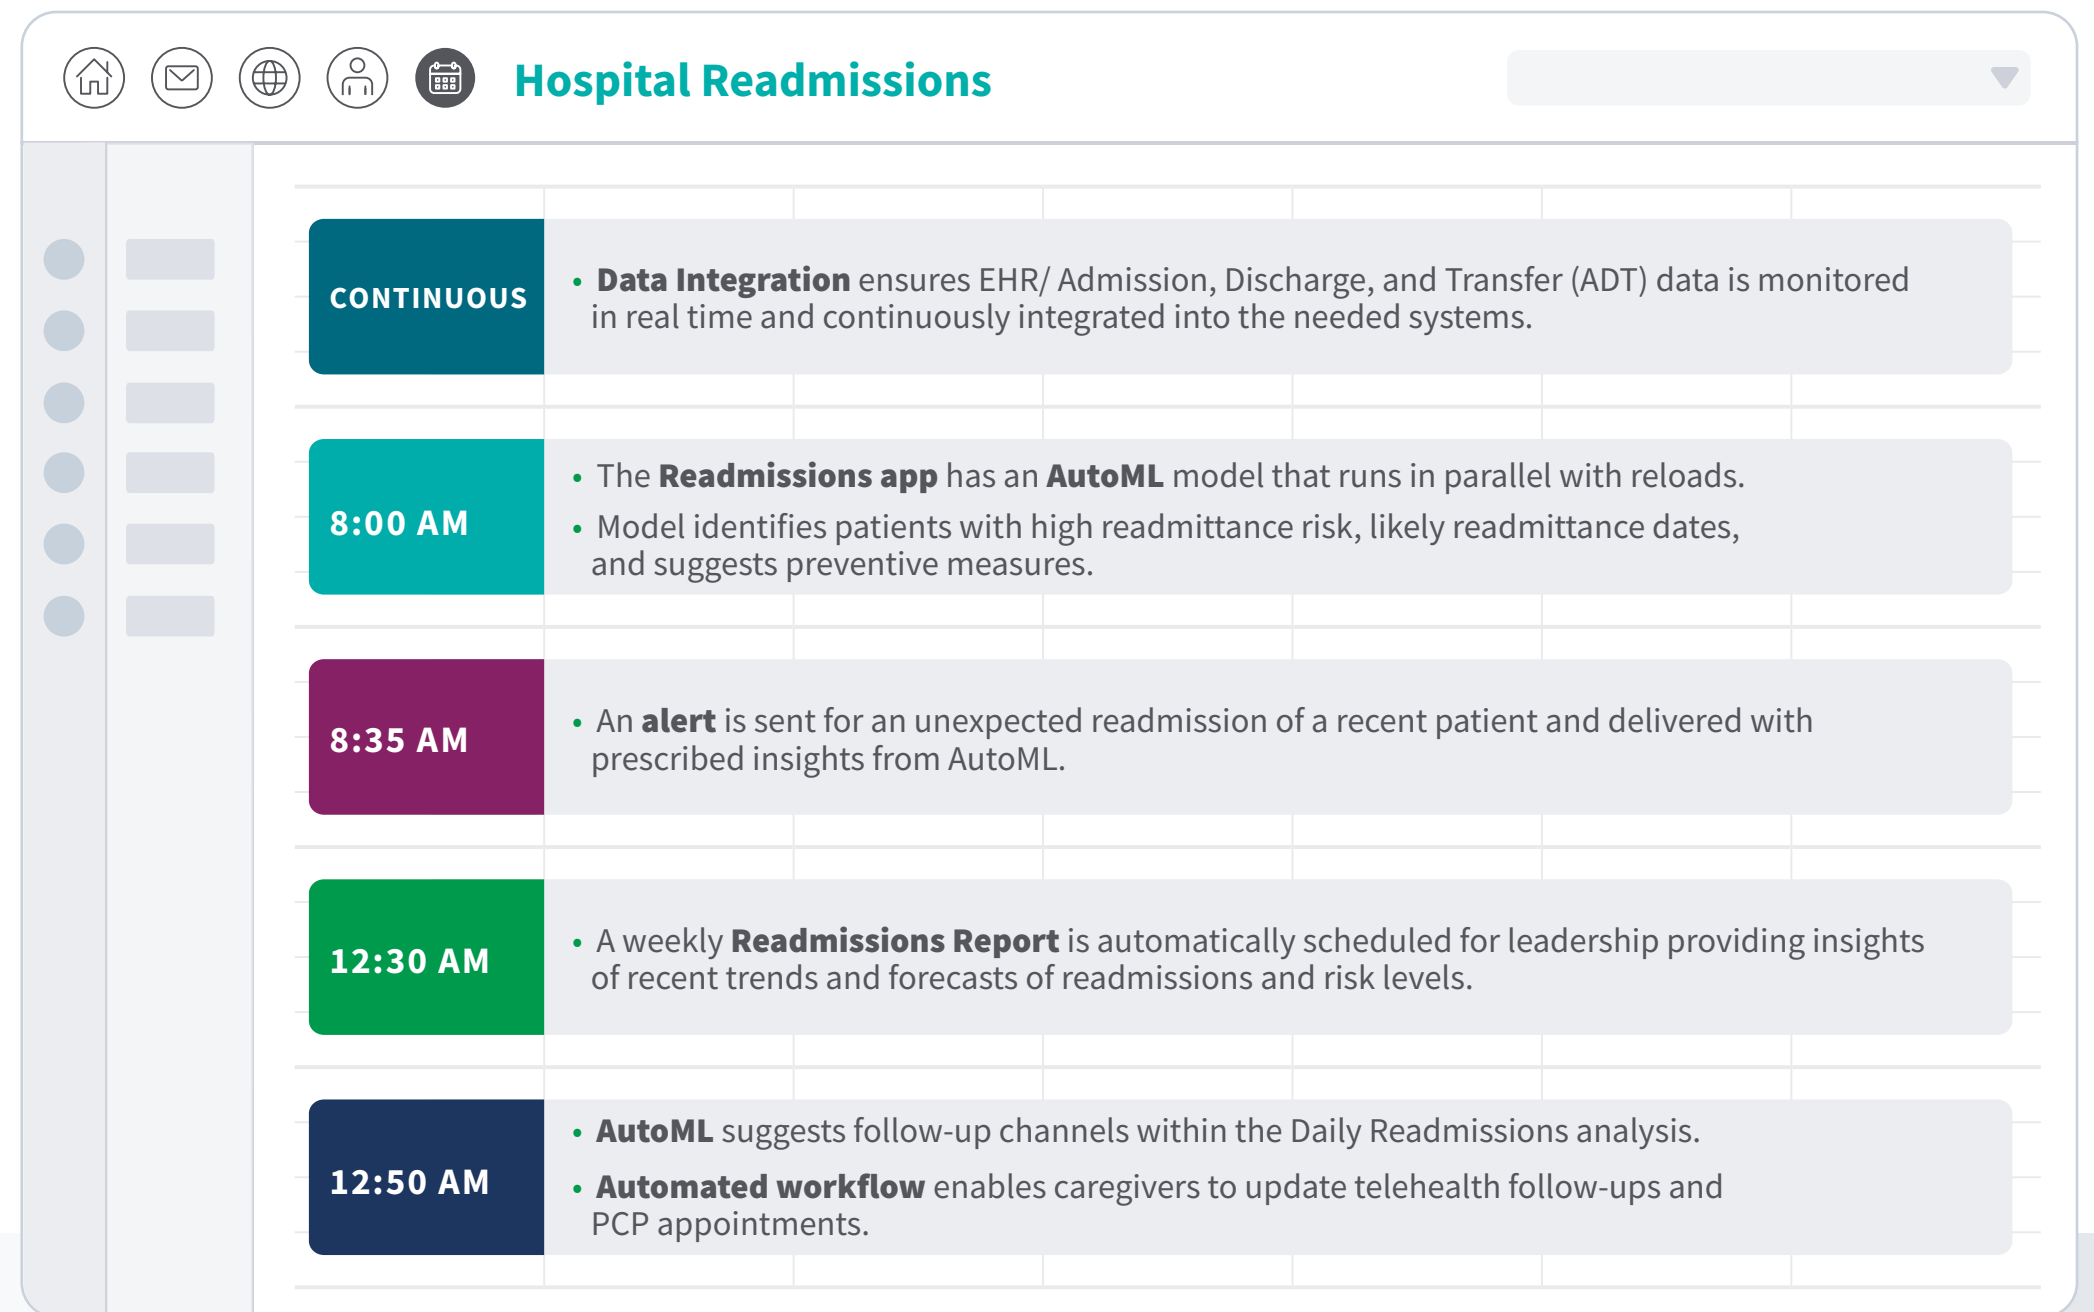 Hospital Readmissions
CONTINUOUS
• Data Integration ensures EHR/ Admission, Discharge, and Transfer (ADT) data is monitored
in real time and continuously integrated into the needed systems.
8:00 AM
• The Readmissions app has an AutoML model that runs in parallel with reloads.
• Model identifies patients with high readmittance risk, likely readmittance dates,
and suggests preventive measures.
8:35 AM
• An alert is sent for an unexpected readmission of a recent patient and delivered with
prescribed insights from AutoML.
12:30 AM
• A weekly Readmissions Report is automatically scheduled for leadership providing insights
of recent trends and forecasts of readmissions and risk levels.
12:50 AM
• AutoML suggests follow-up channels within the Daily Readmissions analysis.
• Automated workflow enables caregivers to update telehealth follow-ups and
PCP appointments.